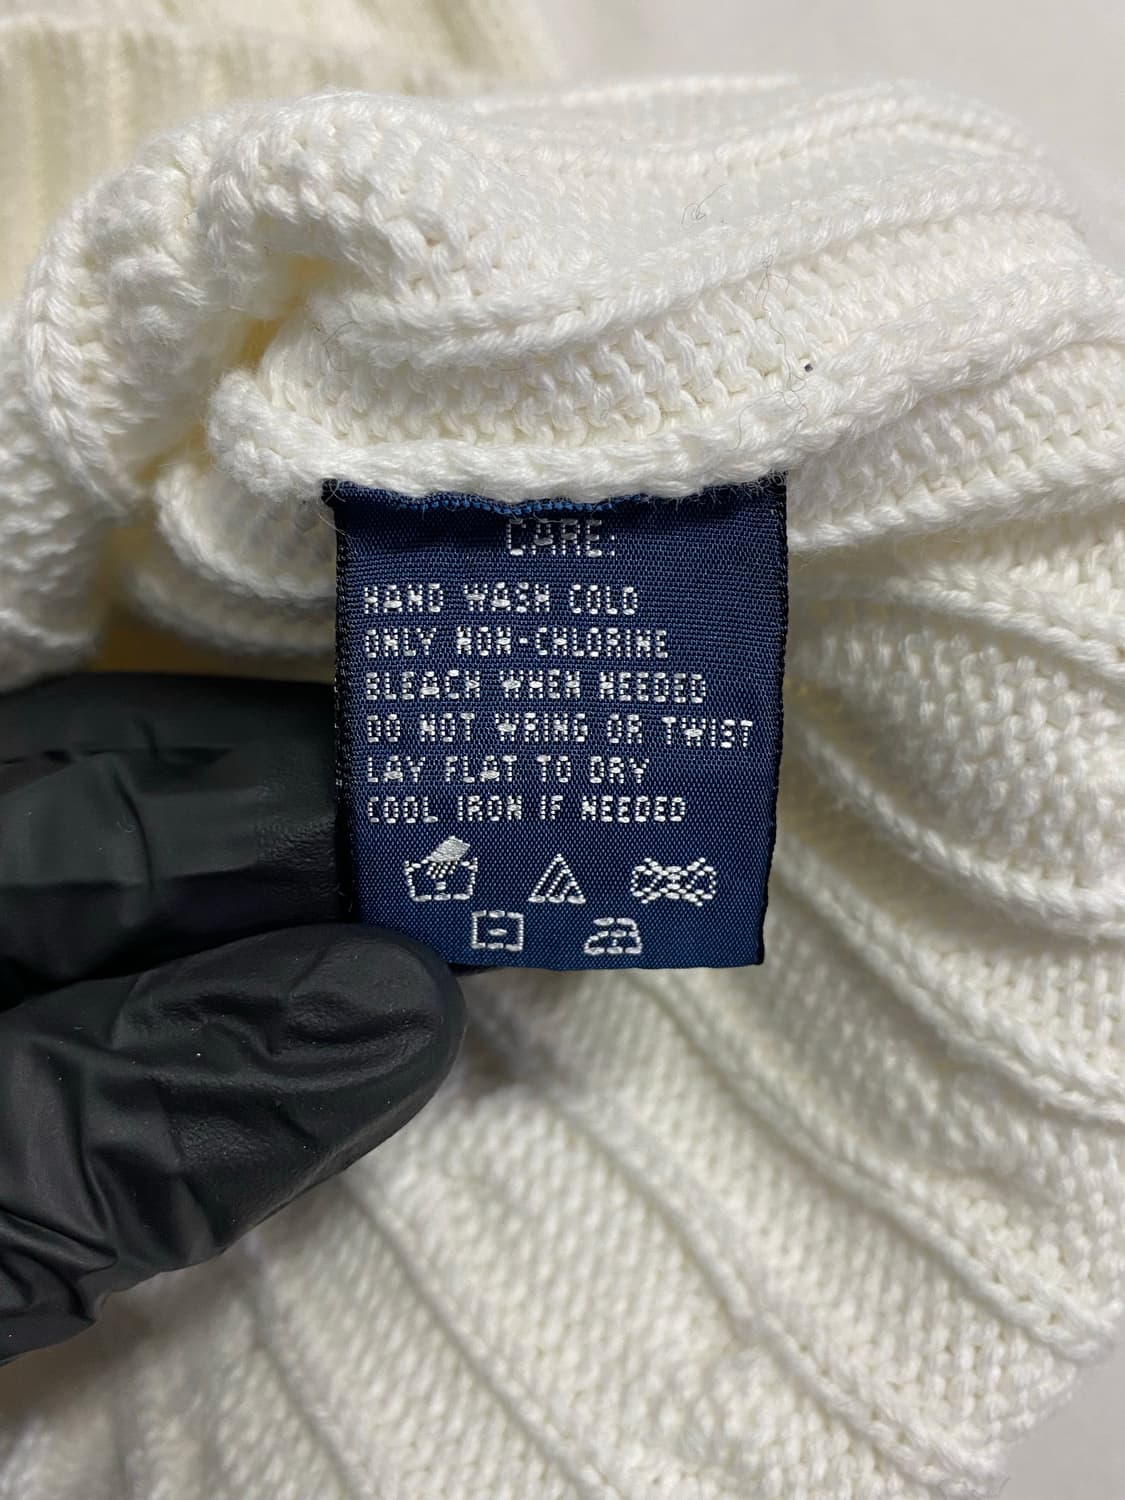 CARE:
HAND WASH COLD
ONLY NON-CHLORINE
BLEACH WHEN NEEDED
DO NOT WRING OR TWIST
LAY FLAT TO DRY
COOL IRON IF NEEDED